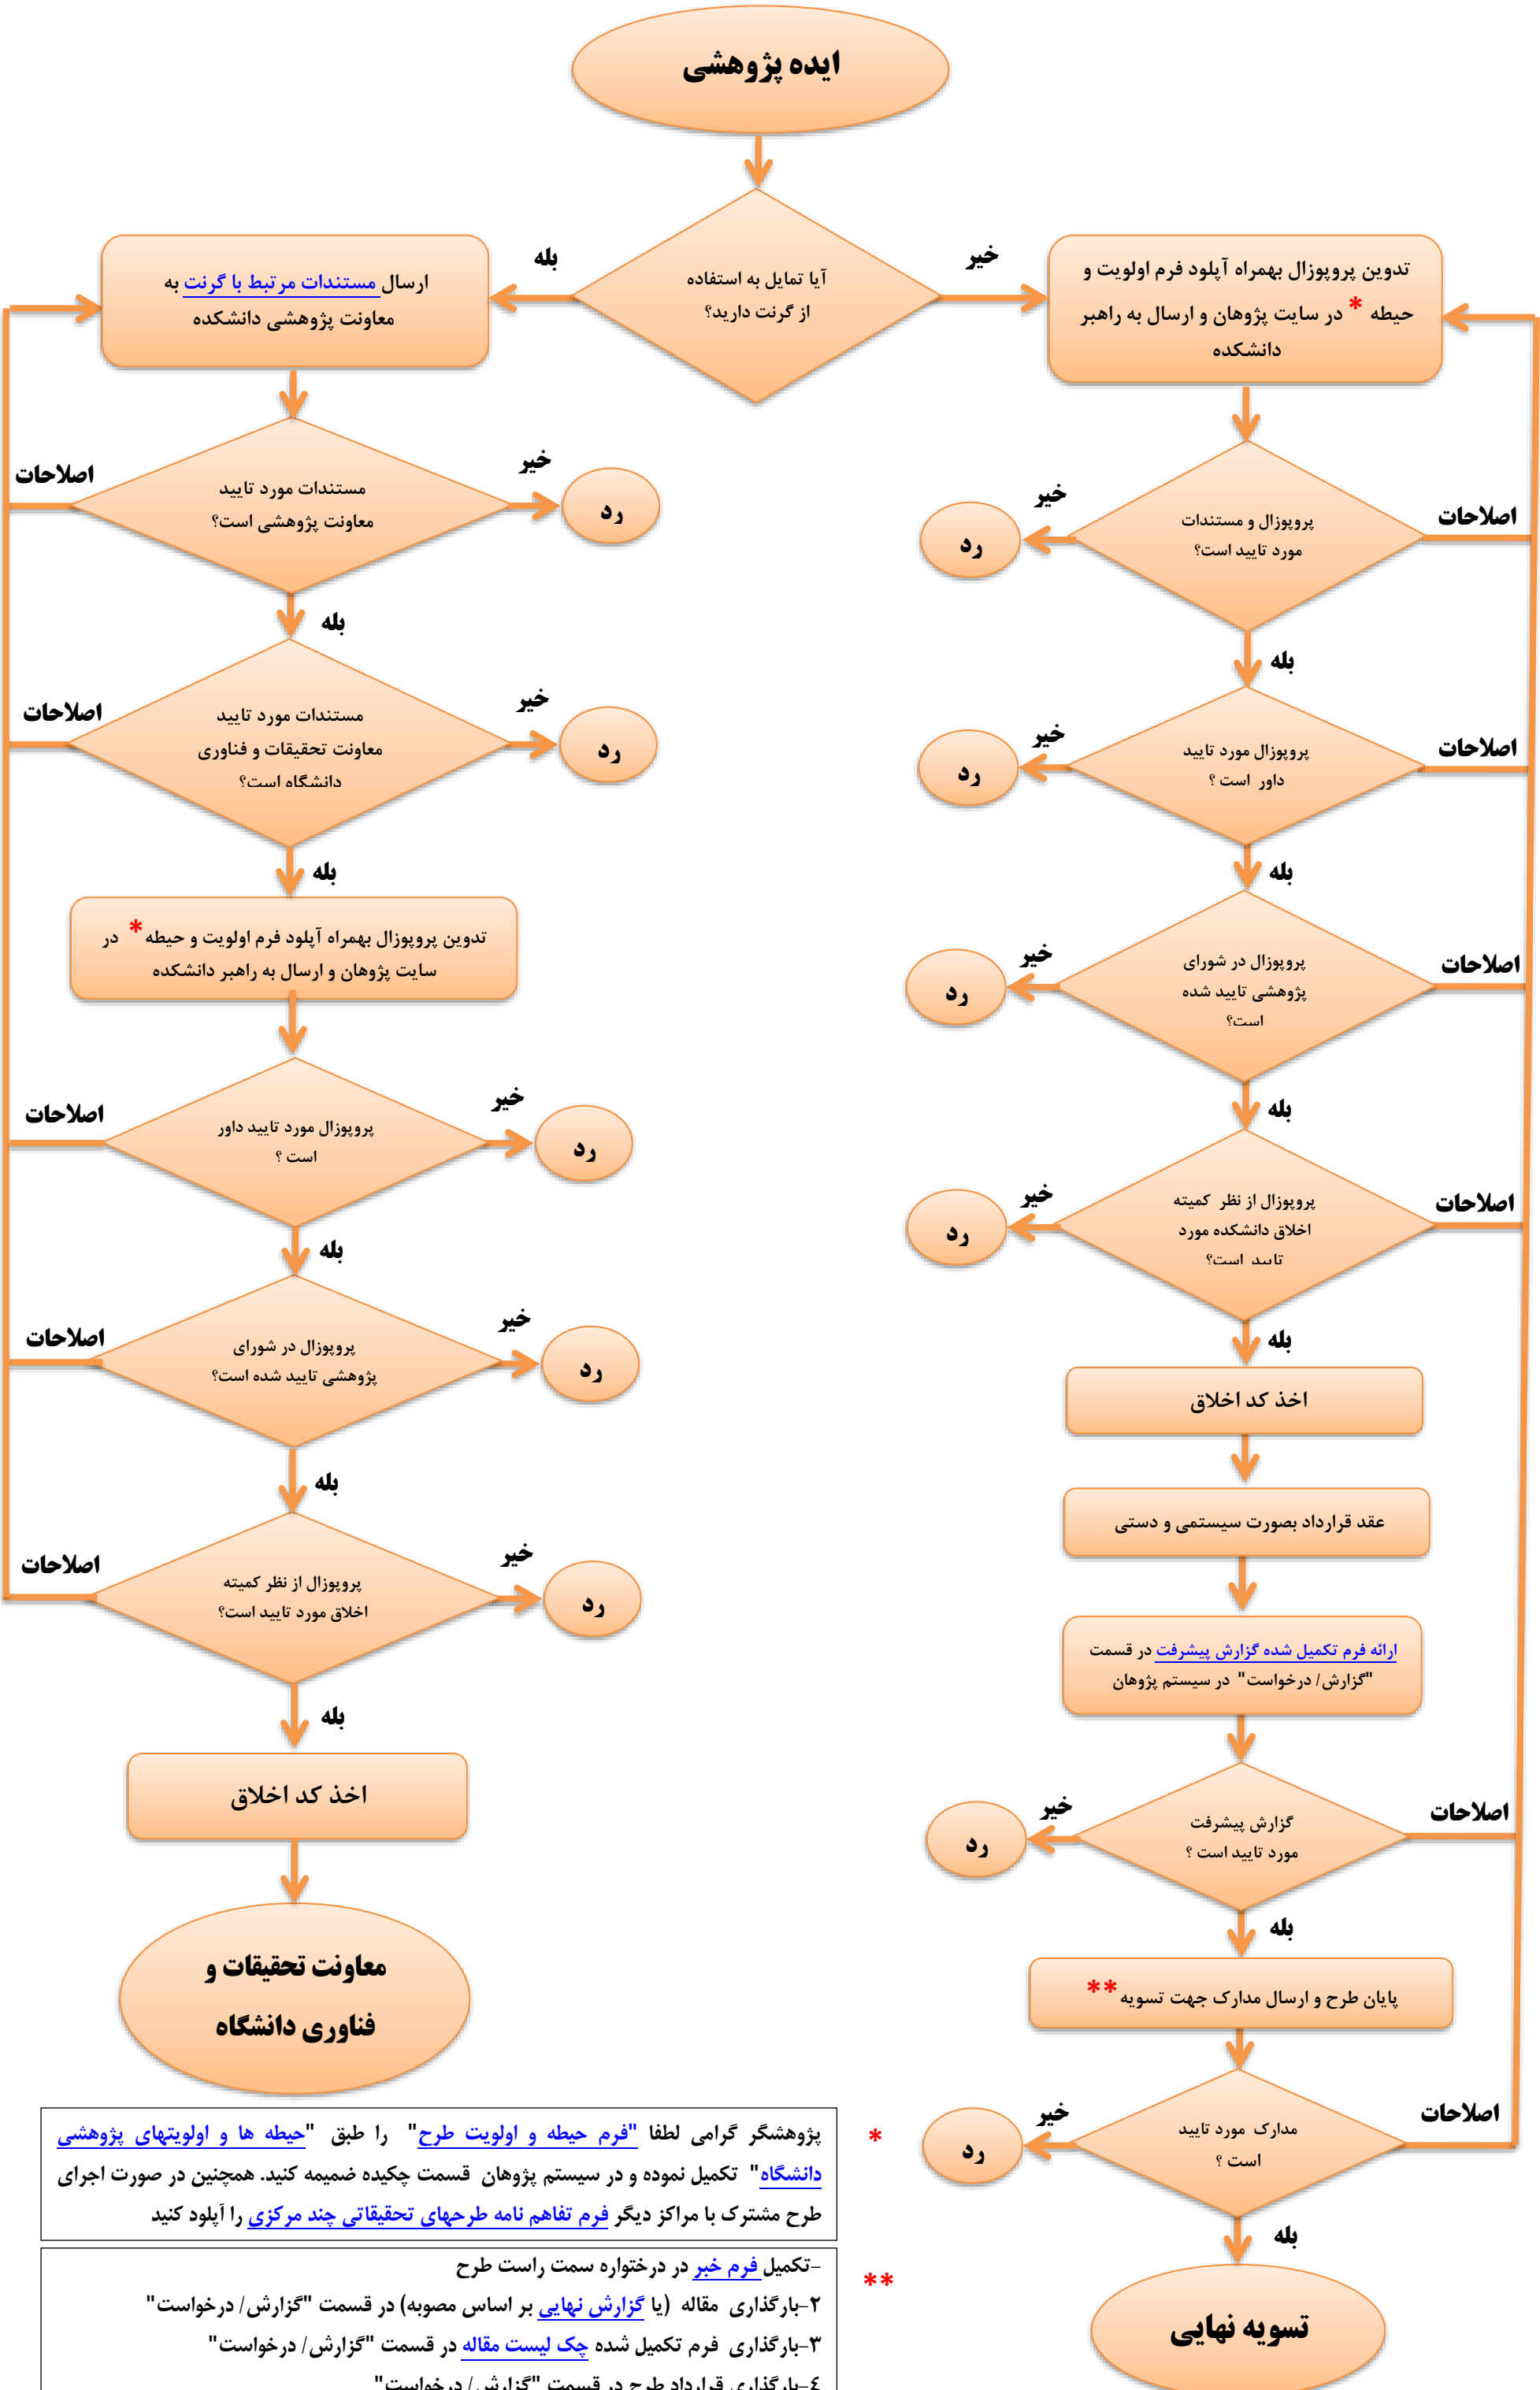 ایده پژوهشی
آیا تمایل به استفاده
از گرنت دارید؟
خیر
بله
تدوین پروپوزال بهمراه آپلود فرم اولویت و
حیطه * در سایت پژوهان و ارسال به راهبر
دانشکده
پروپوزال و مستندات
مورد تایید است؟
خیر
رد
اصلاحات
بله
پروپوزال مورد تایید
داور است ؟
خیر
رد
اصلاحات
بله
پروپوزال در شورای
پژوهشی تایید شده
است؟
خیر
رد
اصلاحات
بله
پروپوزال از نظر کمیته
اخلاق دانشکده مورد
تایید است؟
خیر
رد
اصلاحات
بله
اخذ کد اخلاق
عقد قرارداد بصورت سیستمی و دستی
ارائه فرم تکمیل شده گزارش پیشرفت در قسمت
"گزارش/ درخواست" در سیستم پژوهان
گزارش پیشرفت
مورد تایید است ؟
خیر
رد
اصلاحات
بله
پایان طرح و ارسال مدارک جهت تسویه**
مدارک مورد تایید
است ؟
خیر
رد
اصلاحات
بله
تسویه نهایی
ارسال مستندات مرتبط با گرنت به
معاونت پژوهشی دانشکده
مستندات مورد تایید
معاونت پژوهشی است؟
خیر
رد
اصلاحات
بله
مستندات مورد تایید
معاونت تحقیقات و فناوری
دانشگاه است؟
خیر
رد
اصلاحات
بله
تدوین پروپوزال بهمراه آپلود فرم اولویت و حیطه* در
سایت پژوهان و ارسال به راهبر دانشکده
پروپوزال مورد تایید داور
است ؟
خیر
رد
اصلاحات
بله
پروپوزال در شورای
پژوهشی تایید شده است؟
خیر
رد
اصلاحات
بله
پروپوزال از نظر کمیته
اخلاق مورد تایید است؟
خیر
رد
اصلاحات
بله
اخذ کد اخلاق
معاونت تحقیقات و
فناوری دانشگاه
*
پژوهشگر گرامی لطفا "فرم حیطه و اولویت طرح" را طبق "حیطه ها و اولویتهای پژوهشی
دانشگاه" تکمیل نموده و در سیستم پژوهان قسمت چکیده ضمیمه کنید. همچنین در صورت اجرای
طرح مشترک با مراکز دیگر فرم تفاهم نامه طرحهای تحقیقاتی چند مرکزی را آپلود کنید
**
-تکمیل فرم خبر در درختواره سمت راست طرح
۲-بارگذاری مقاله (یا گزارش نهایی بر اساس مصوبه) در قسمت "گزارش/ درخواست"
۳-بارگذاری فرم تکمیل شده چک لیست مقاله در قسمت "گزارش/ درخواست"
٤-بارگذاری قرارداد طرح در قسمت "گزارش/ درخواست"